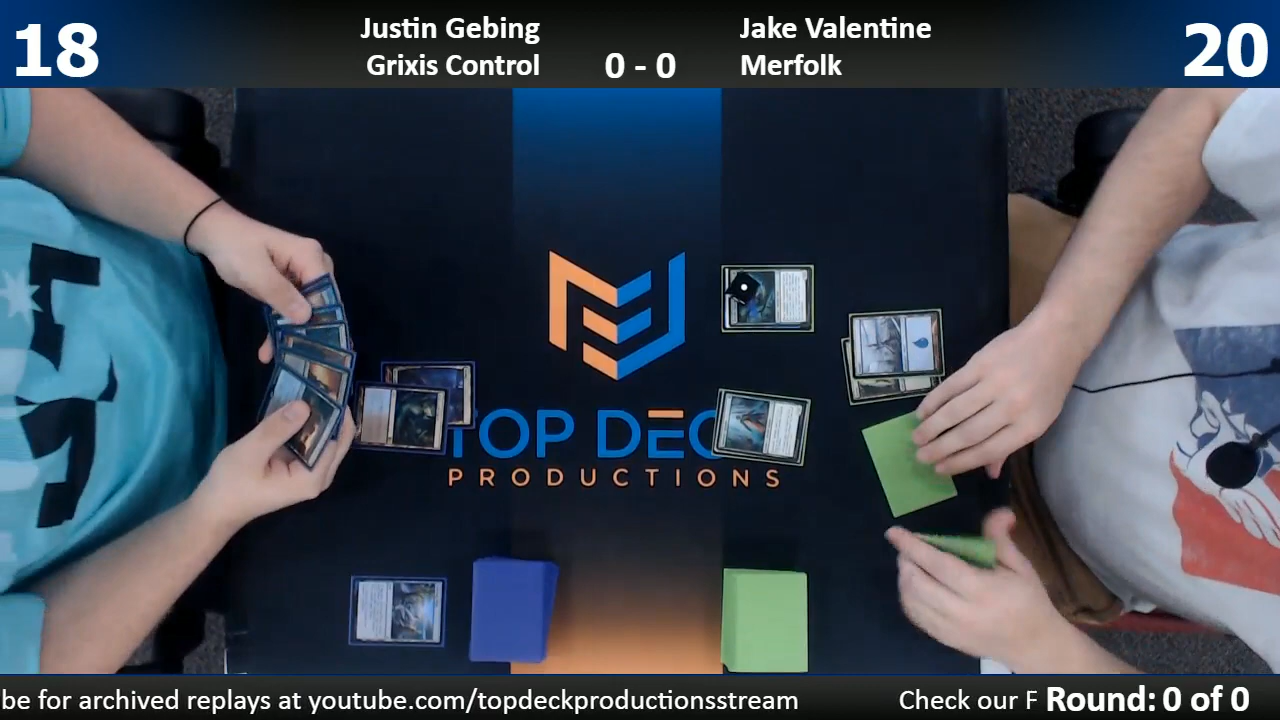 18
Justin Gebing
Grixis Control
0 - 0
Jake Valentine
Merfolk
20
TOP DEC
PRODUCTIONS
be for archived replays at youtube.com/topdeckproductionsstream
Check our F
Round: 0 of 0